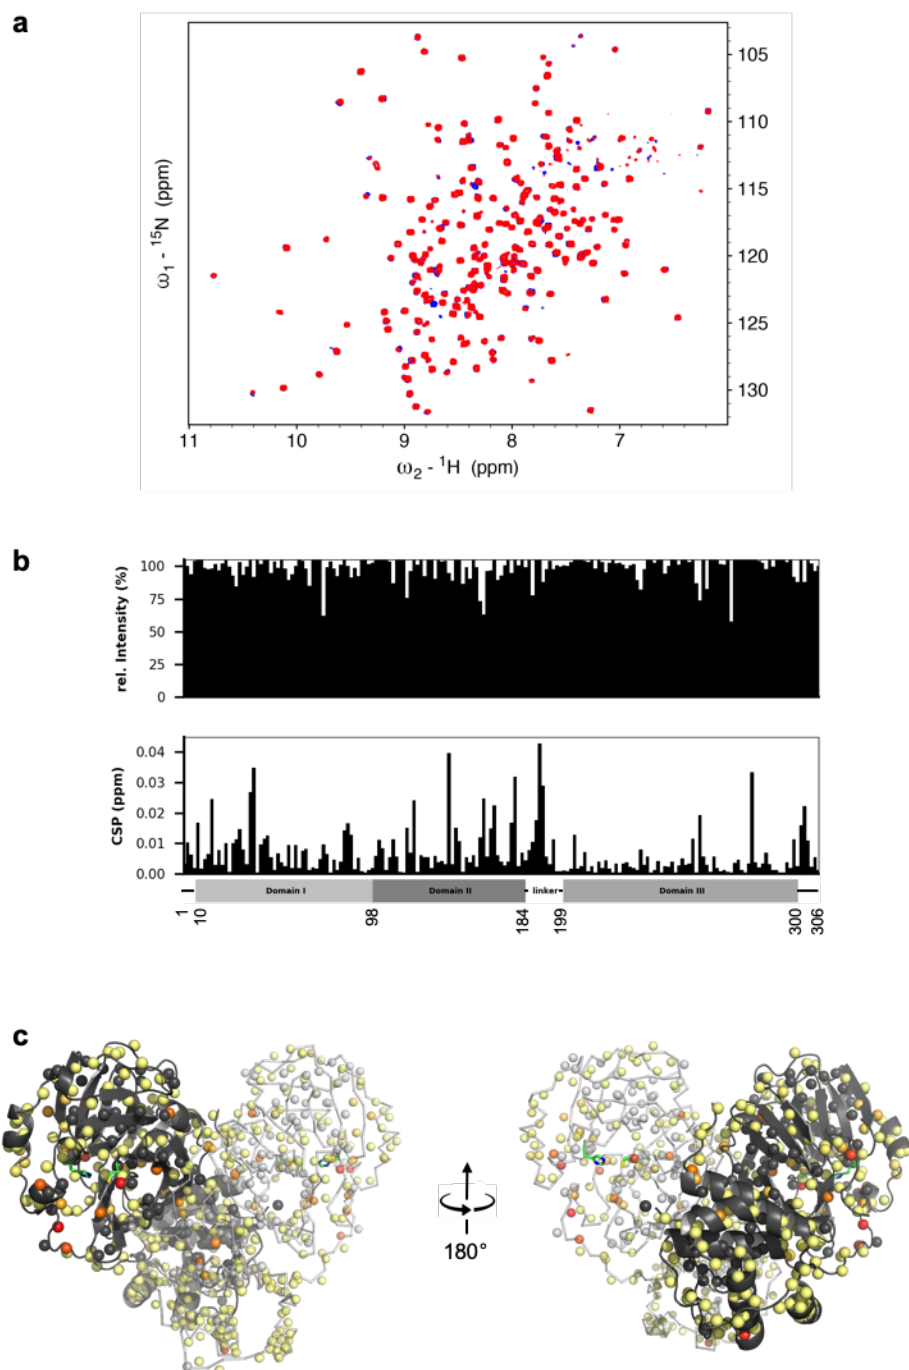 a
105
110
115
120
125
130
ω1 - 15N (ppm)
11 10 9 8 7
ω2 - 1H (ppm)
b
100
75
50
25
0
rel. Intensity (%)
0.04
0.03
0.02
0.01
0.00
CSP (ppm)
Domain I Domain II linker Domain III
1 10 98 184 199 300 306
c
180°